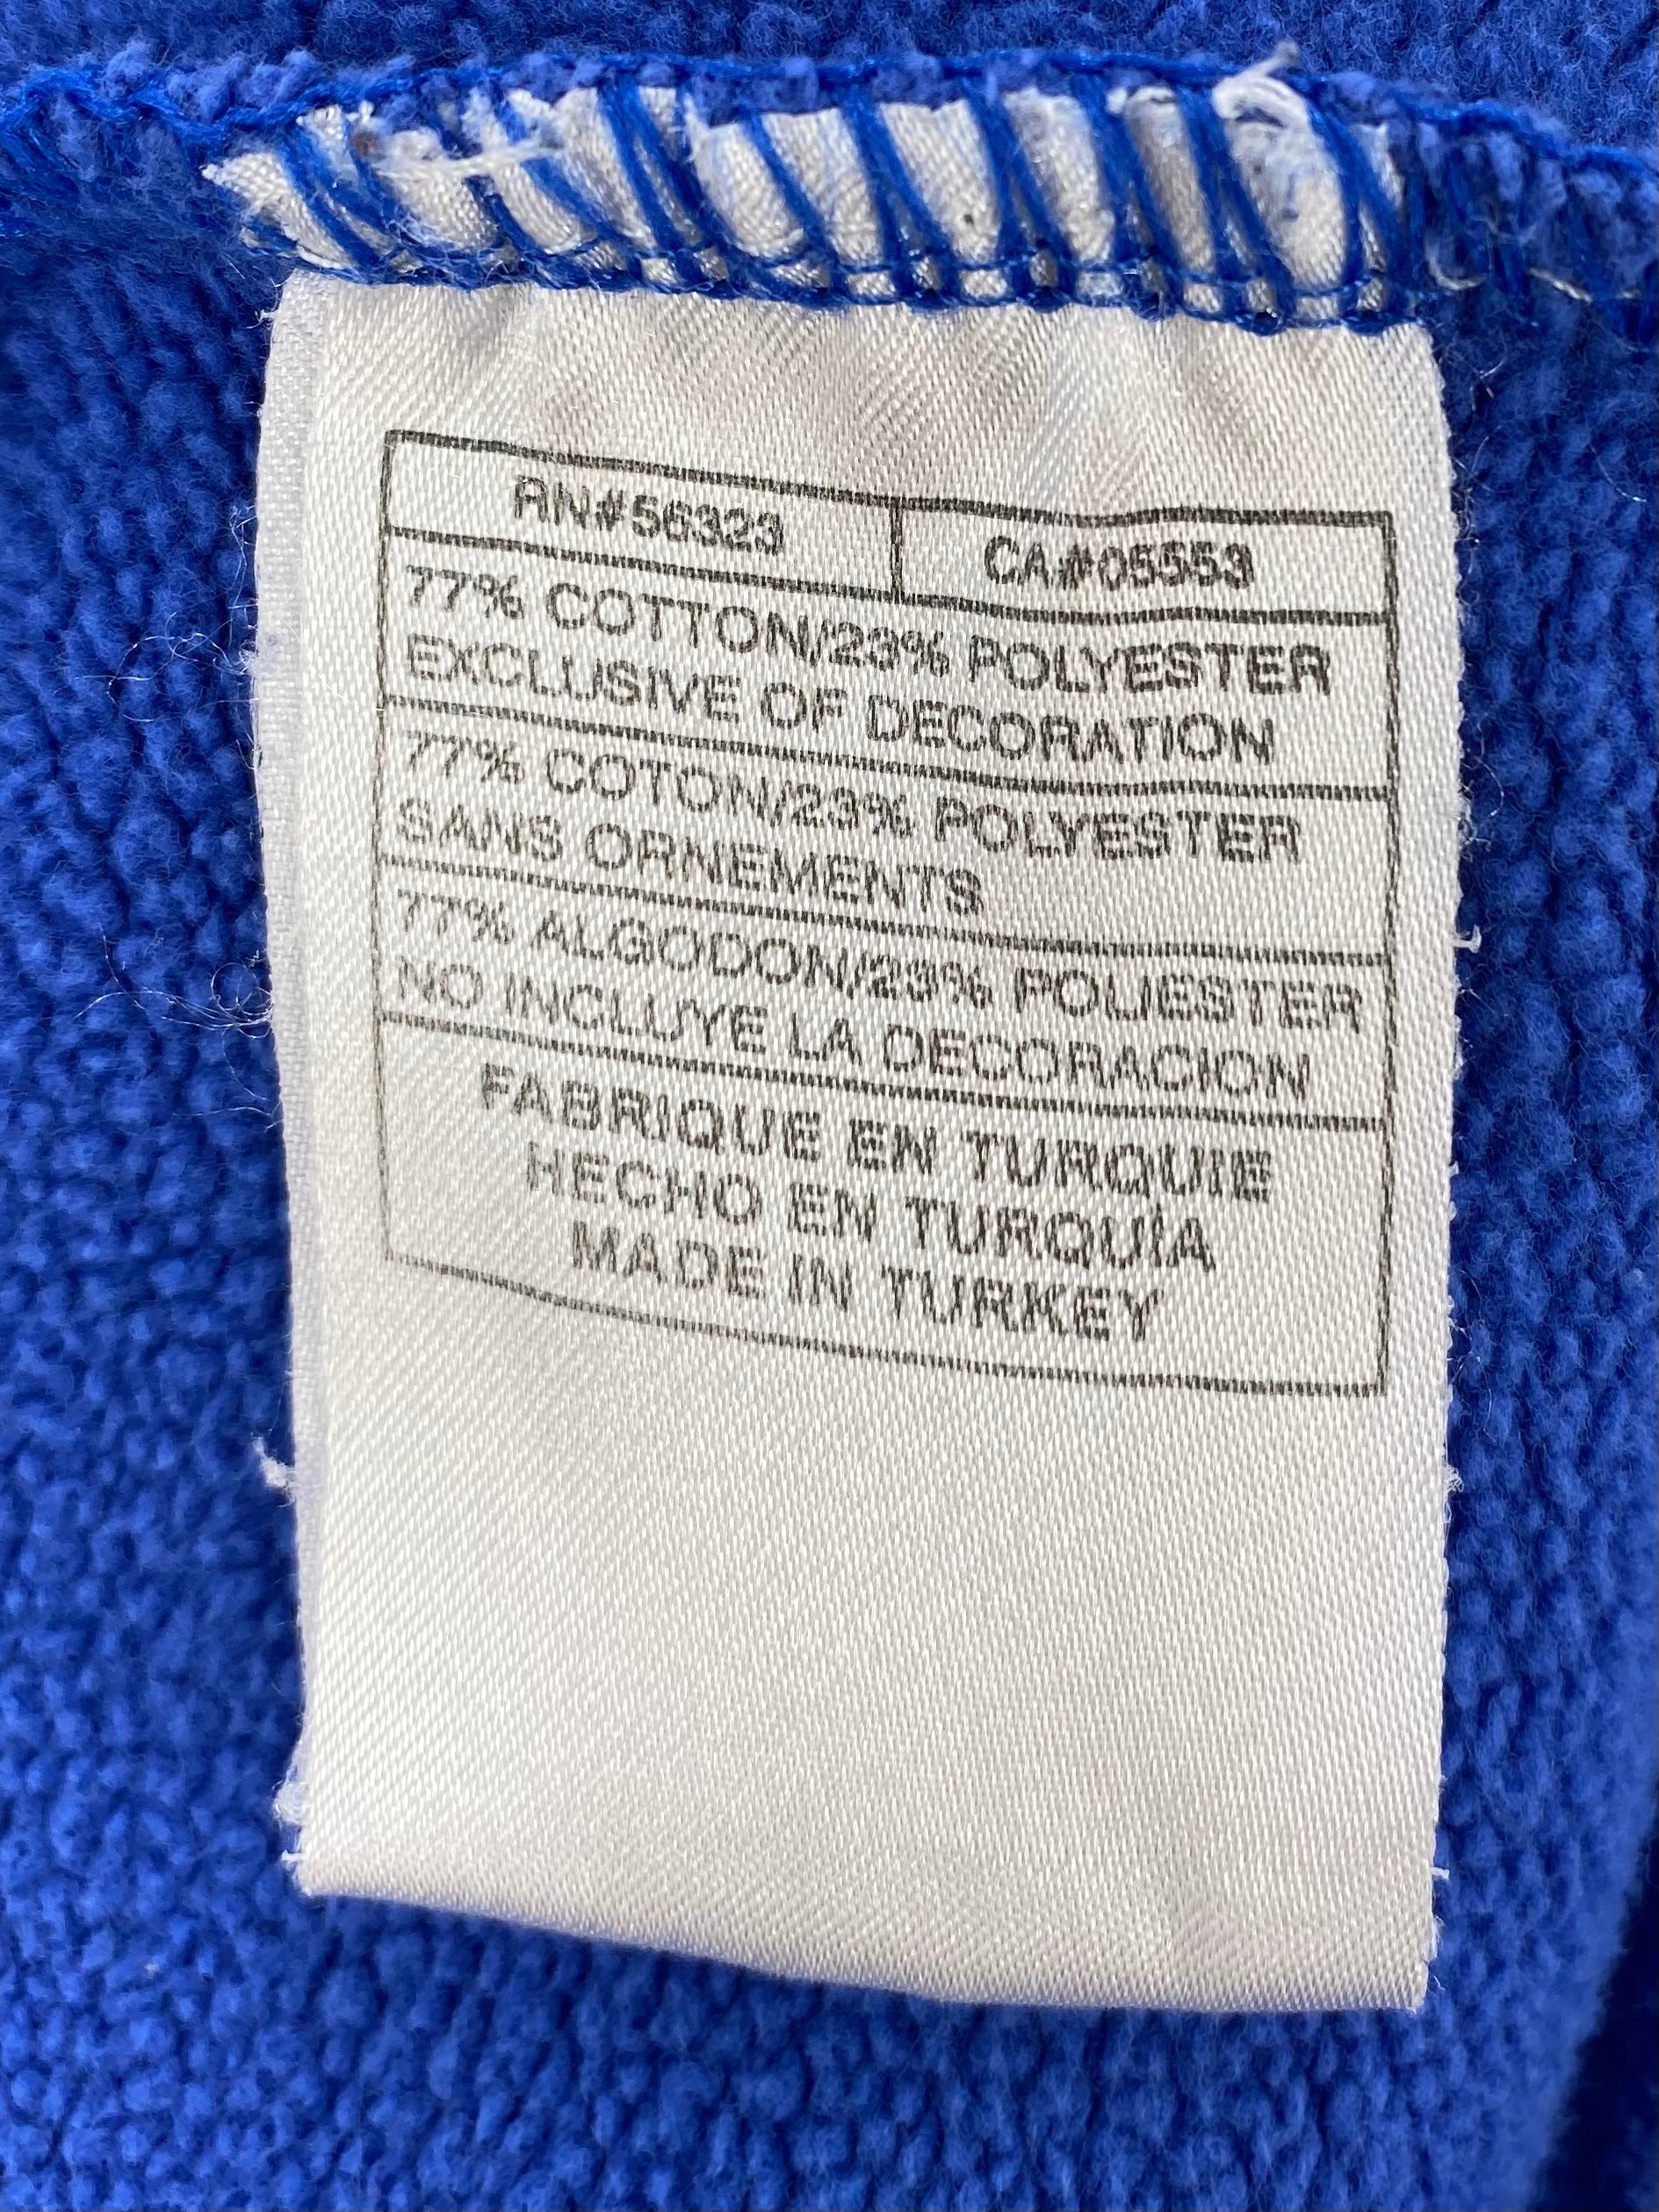 RN#56323 CA#05553
77% COTTON/23% POLYESTER
EXCLUSIVE OF DECORATION
77% COTON/23% POLYESTER
SANS ORNEMENTS
77% ALGODON/23% POLIESTER
NO INCLUYE LA DECORACION
FABRIQUE EN TURQUIE
HECHO EN TURQUÍA
MADE IN TURKEY